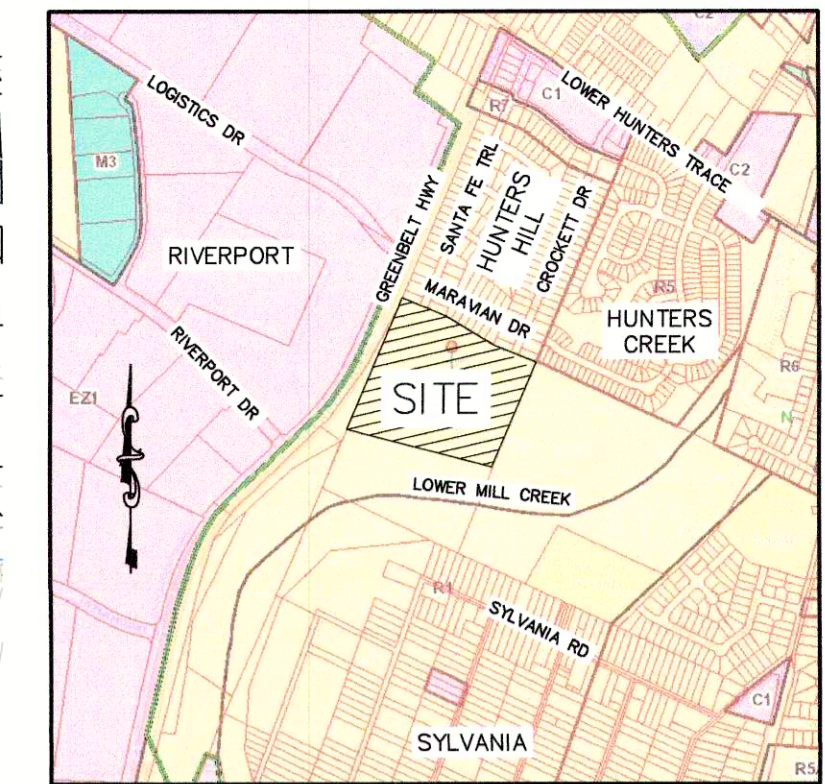 C2
LOGISTICS DR
LOWER HUNTERS TRACE
C1
R7
M3
C2
SANTA FE TRL
HUNTERS
HILL
CROCKETT DR
GREENBELT HWY
RIVERPORT
R5
MARAVIAN DR
HUNTERS
CREEK
RIVERPORT DR
R6
EZ1
SITE
N
LOWER MILL CREEK
R1
SYLVANIA RD
C1
SYLVANIA
R5